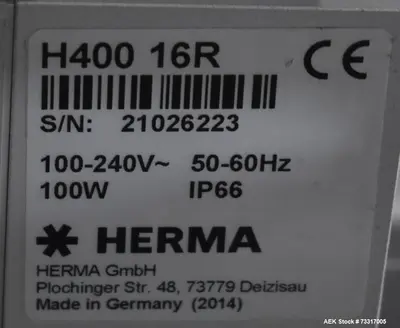 H400 16R
CE
S/N: 21026223
100-240V~ 50-60Hz
100W IP66
HERMA
HERMA GmbH
Plochinger Str. 48, 73779 Deizisau
Made in Germany (2014)
AEK Stock # 73317005